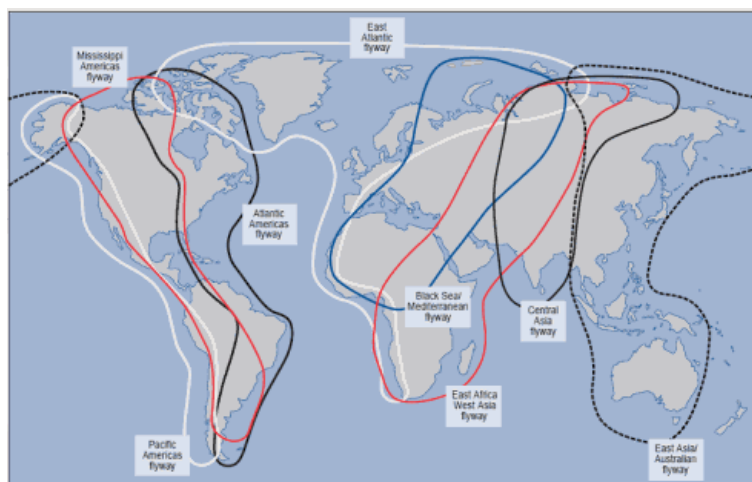 East
Atlantic
flyway
Mississippi
Americas
flyway
Atlantic
Americas
flyway
Black Sea/
Mediterranean
flyway
Central
Asia
flyway
East Africa
West Asia
flyway
Pacific
Americas
flyway
East Asia/
Australian
flyway